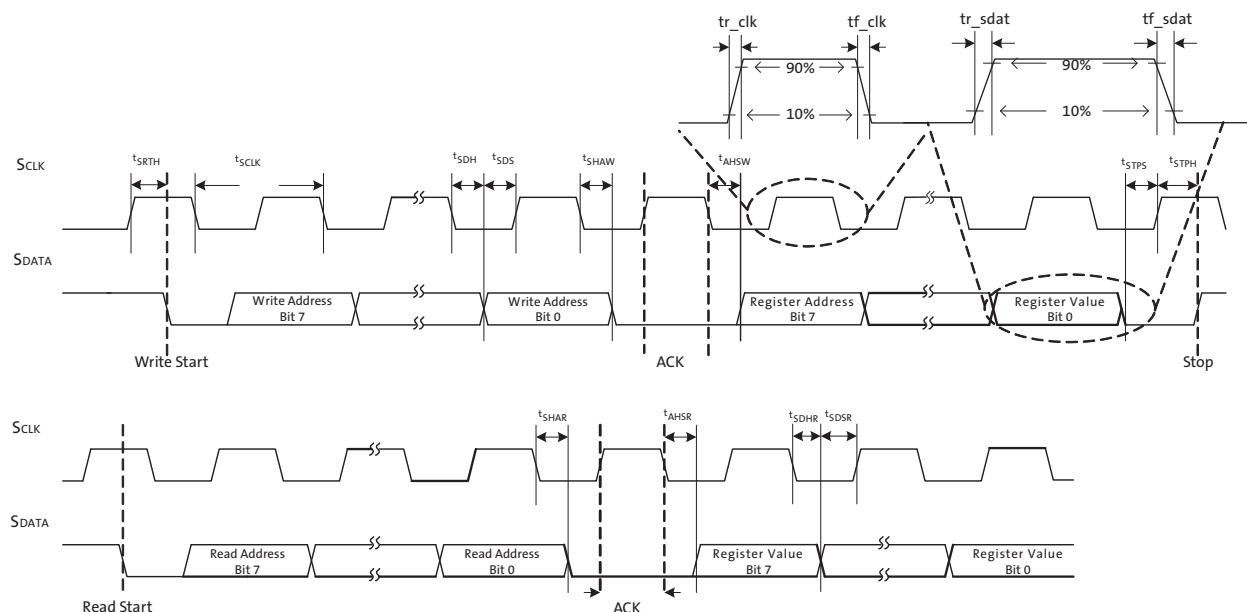 tr_clk tf_clk tr_sdat tf_sdat
90% 90%
10% 10%
SCLK tSRTH tSCLK tSDH tSDS tSHAW tAHSW tSTPS tSTPH
SDATA
Write Address Write Address Register Address Register Value
Bit 7 Bit 0 Bit 7 Bit 0
Write Start ACK Stop
SCLK tSHAR tAHSR tSDHR tSDSR
SDATA
Read Address Read Address Register Value Register Value
Bit 7 Bit 0 Bit 7 Bit 0
Read Start ACK